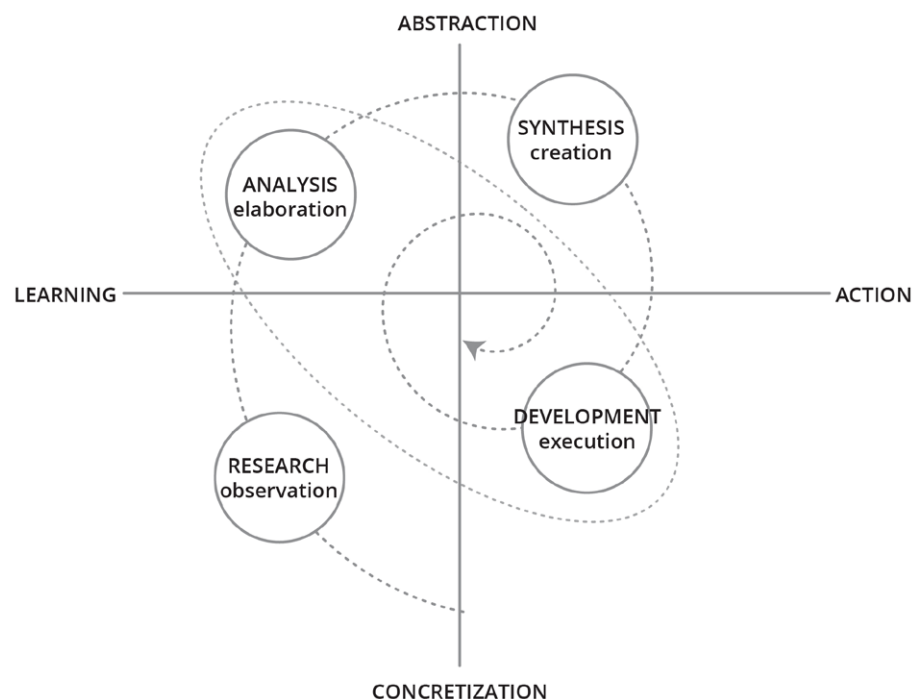 ABSTRACTION
SYNTHESIS
creation
ANALYSIS
elaboration
LEARNING
ACTION
DEVELOPMENT
execution
RESEARCH
observation
CONCRETIZATION